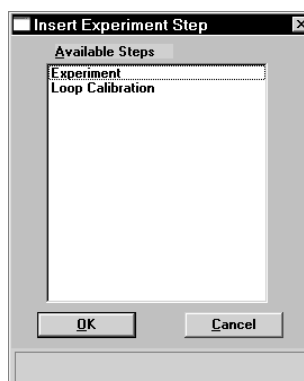 Insert Experiment Step
Available Steps
Experiment
Loop Calibration
OK
Cancel